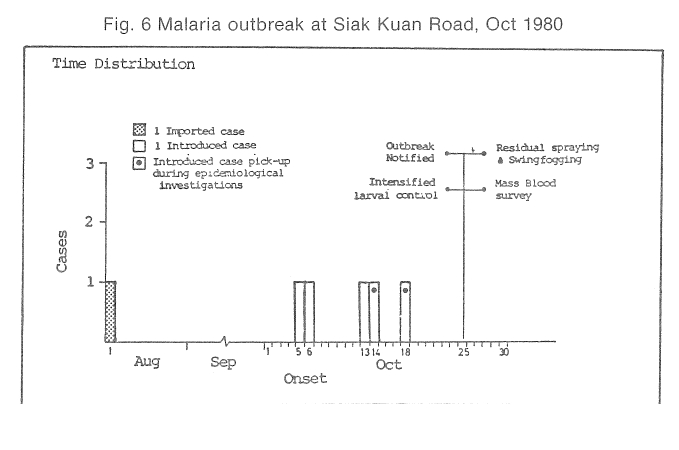 Fig. 6 Malaria outbreak at Siak Kuan Road, Oct 1980
Time Distribution
1 Imported case
1 Introduced case
Introduced case pick-up
during epidemiological
investigations
Outbreak
Notified
Residual spraying
& Swingfogging
Intensified
larval control
Mass Blood
survey
3
2
1
Cases
1
1
5 6
13 14
18
25
30
Aug
Sep
Oct
Onset